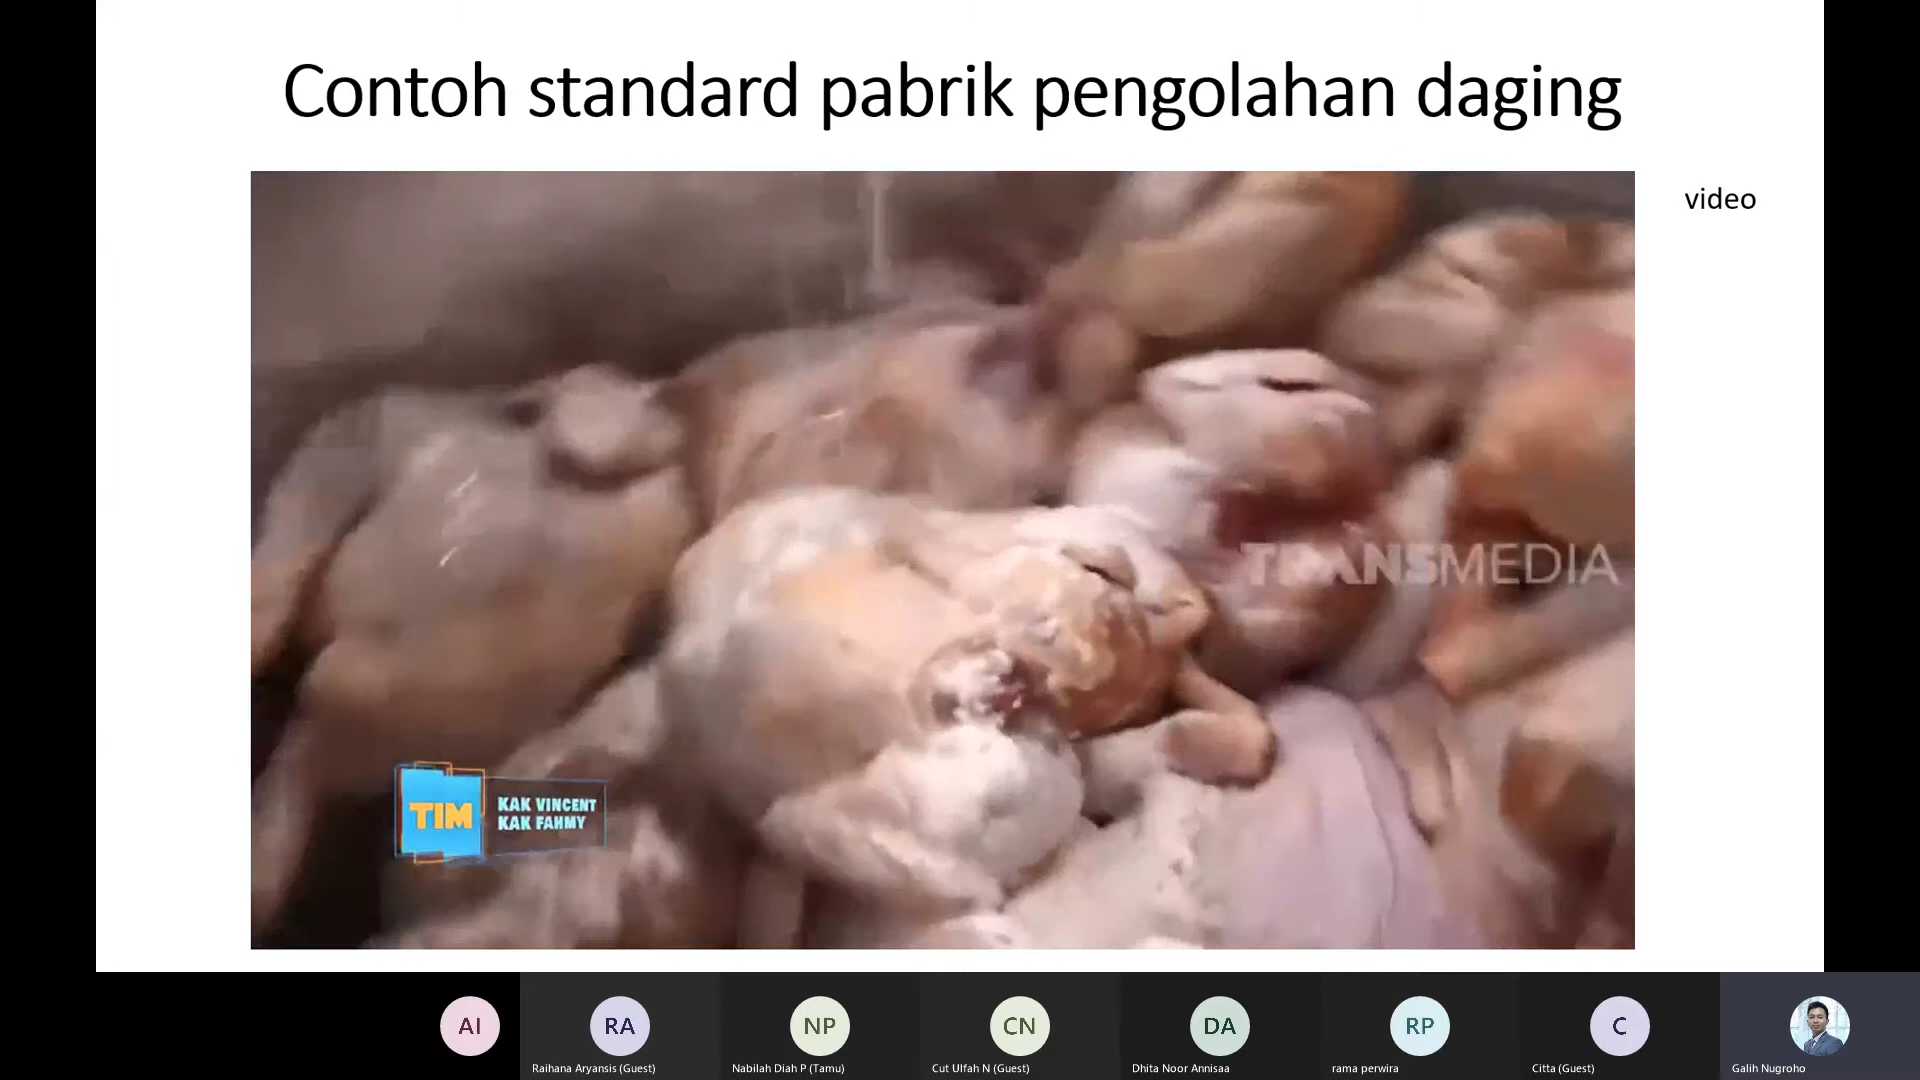 Contoh standard pabrik pengolahan daging
video
TRANSMEDIA
TIM
KAK VINCENT
KAK FAHMY
AI
RA
NP
CN
DA
RP
C
Raihana Aryansis (Guest)
Nabilah Diah P (Tamu)
Cut Ulfah N (Guest)
Dhita Noor Annisaa
rama perwira
Citta (Guest)
Galih Nugroho